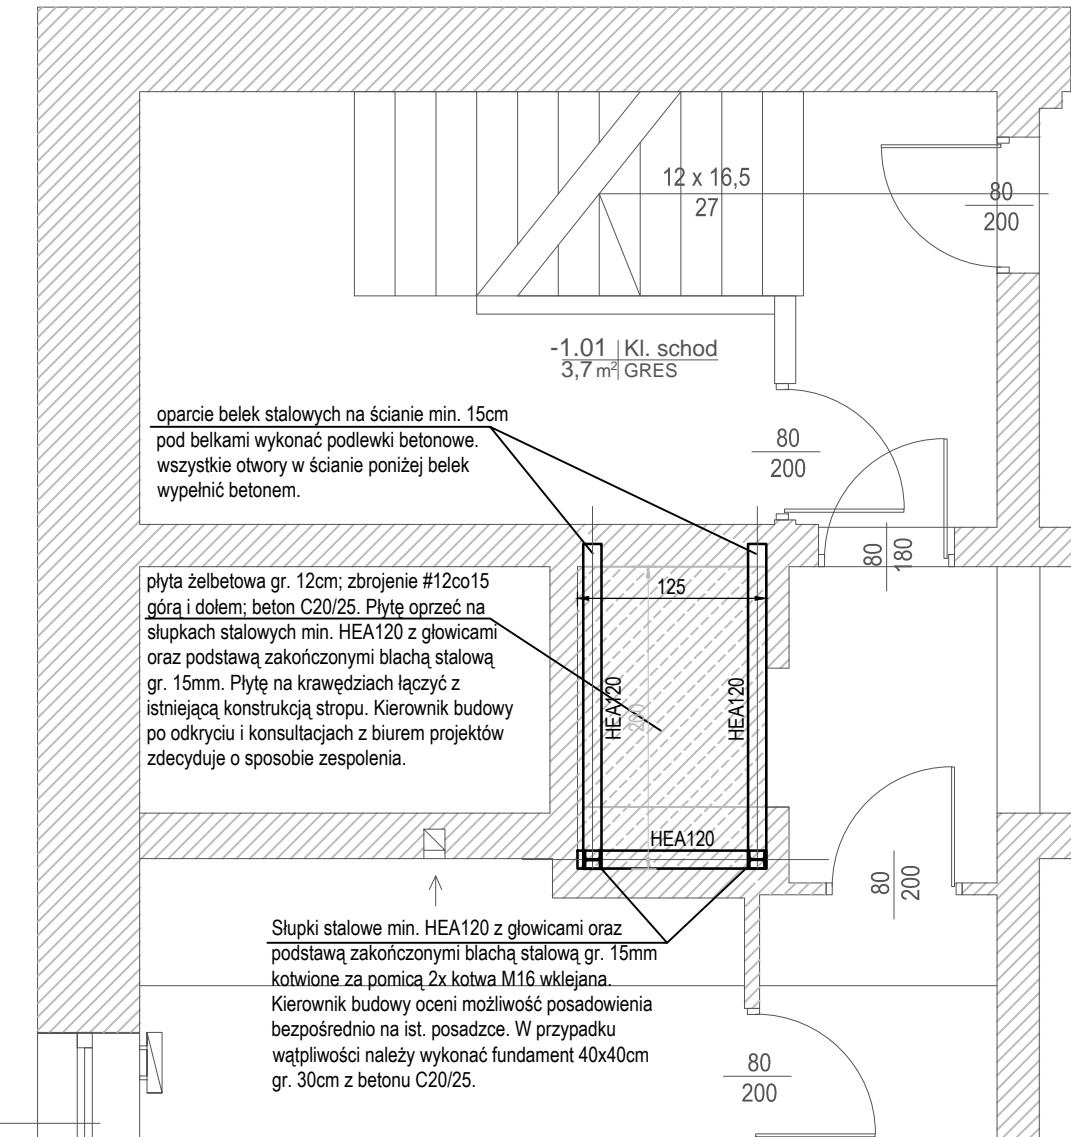 12 x 16,5
27
80
200
-1.01 Kl. schod
3,7 m² GRES
oparcie belek stalowych na ścianie min. 15cm
pod belkami wykonać podlewki betonowe.
wszystkie otwory w ścianie poniżej belek
wypełnić betonem.
80
200
80
180
płyta żelbetowa gr. 12cm; zbrojenie #12co15
górą i dołem; beton C20/25. Płytę oprzeć na
słupkach stalowych min. HEA120 z głowicami
oraz podstawą zakończonymi blachą stalową
gr. 15mm. Płytę na krawędziach łączyć z
istniejącą konstrukcją stropu. Kierownik budowy
po odkryciu i konsultacjach z biurem projektów
zdecyduje o sposobie zespolenia.
125
HEA120
200
HEA120
HEA120
80
200
Słupki stalowe min. HEA120 z głowicami oraz
podstawą zakończonymi blachą stalową gr. 15mm
kotwione za pomicą 2x kotwa M16 wklejana.
Kierownik budowy oceni możliwość posadowienia
bezpośrednio na ist. posadzce. W przypadku
wątpliwości należy wykonać fundament 40x40cm
gr. 30cm z betonu C20/25.
80
200